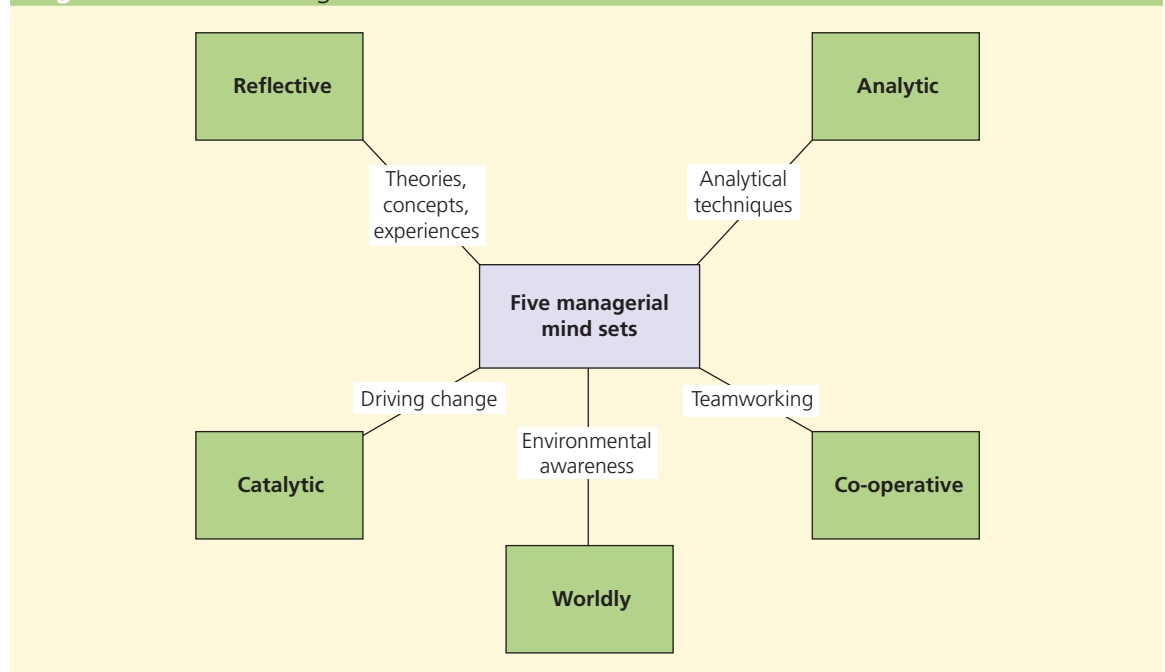 Reflective
Analytic
Theories,
concepts,
experiences
Analytical
techniques
Five managerial
mind sets
Driving change
Teamworking
Environmental
awareness
Catalytic
Co-operative
Worldly